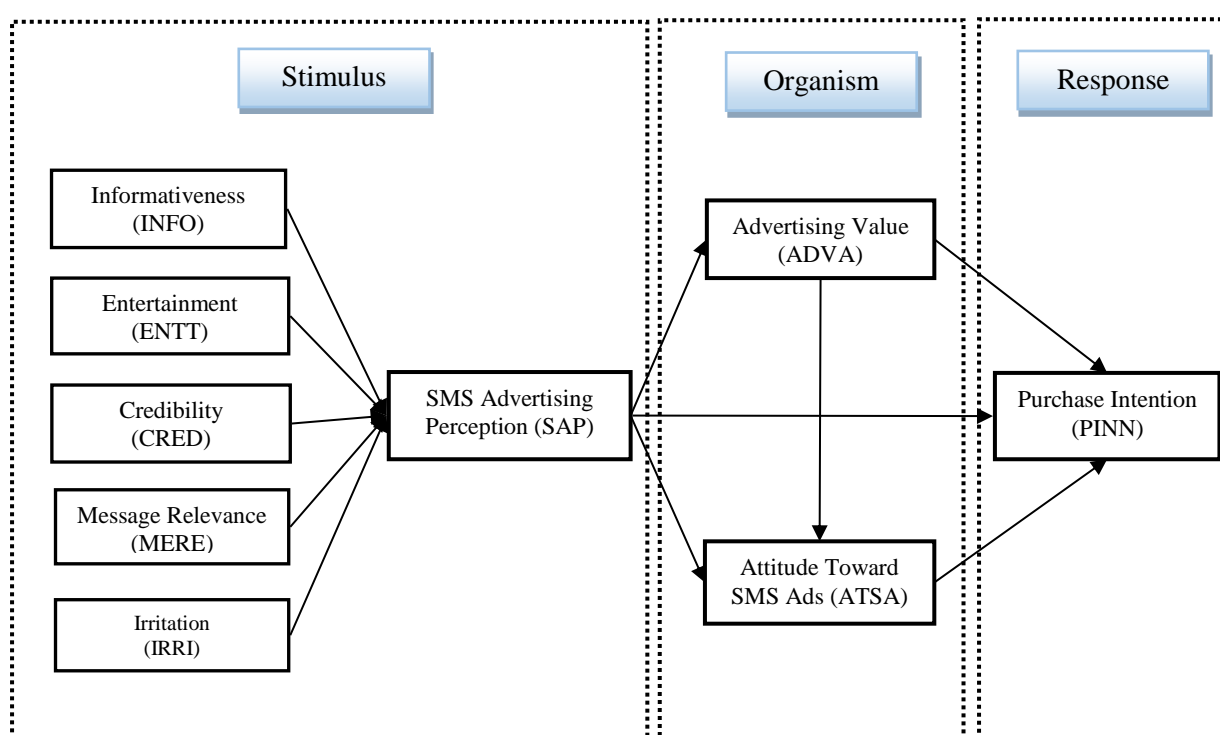 Stimulus
Organism
Response
Informativeness
(INFO)
Entertainment
(ENTT)
Credibility
(CRED)
Message Relevance
(MERE)
Irritation
(IRRI)
SMS Advertising
Perception (SAP)
Advertising Value
(ADVA)
Attitude Toward
SMS Ads (ATSA)
Purchase Intention
(PINN)